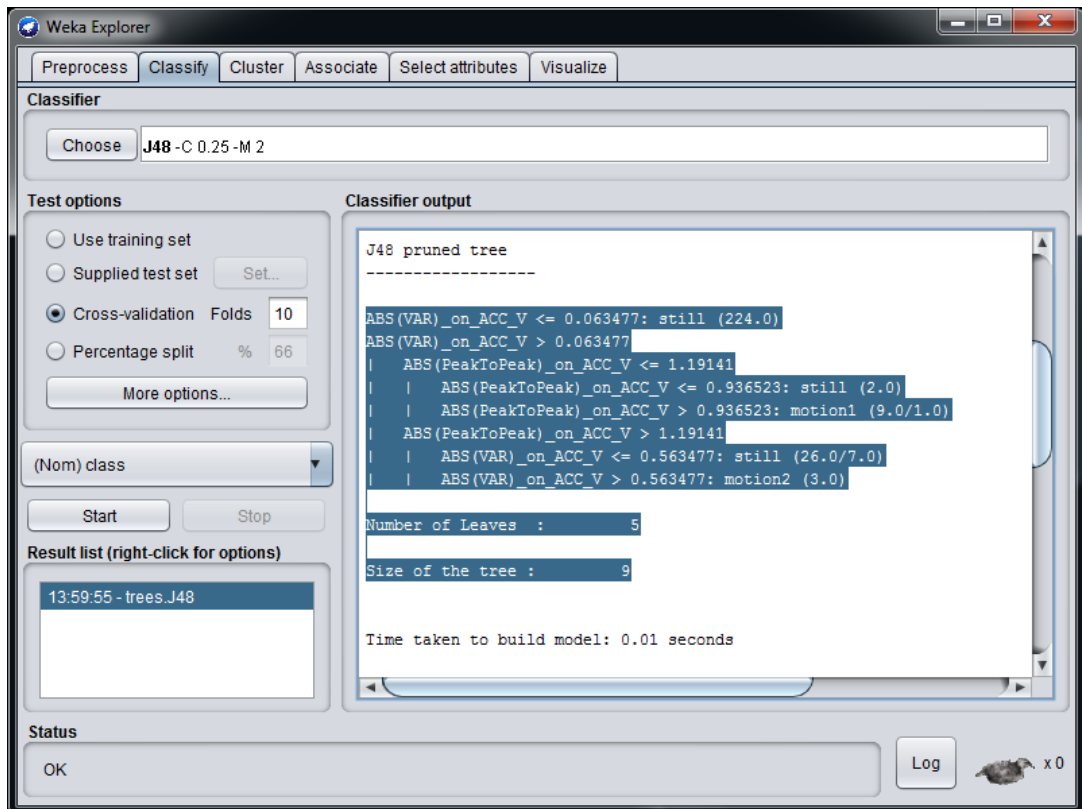 Weka Explorer
Preprocess Classify Cluster Associate Select attributes Visualize
Classifier
Choose J48 -C 0.25 -M 2
Test options
Use training set
Supplied test set Set...
Cross-validation Folds 10
Percentage split % 66
More options...
(Nom) class
Start Stop
Result list (right-click for options)
13:59:55 - trees.J48
Classifier output
J48 pruned tree
------------------
ABS(VAR)_on_ACC_V <= 0.063477: still (224.0)
ABS(VAR)_on_ACC_V > 0.063477
|   ABS(PeakToPeak)_on_ACC_V <= 1.19141
|   |   ABS(PeakToPeak)_on_ACC_V <= 0.936523: still (2.0)
|   |   ABS(PeakToPeak)_on_ACC_V > 0.936523: motion1 (9.0/1.0)
|   ABS(PeakToPeak)_on_ACC_V > 1.19141
|   |   ABS(VAR)_on_ACC_V <= 0.563477: still (26.0/7.0)
|   |   ABS(VAR)_on_ACC_V > 0.563477: motion2 (3.0)
Number of Leaves  : 	5
Size of the tree : 	9
Time taken to build model: 0.01 seconds
Status
OK
Log x 0